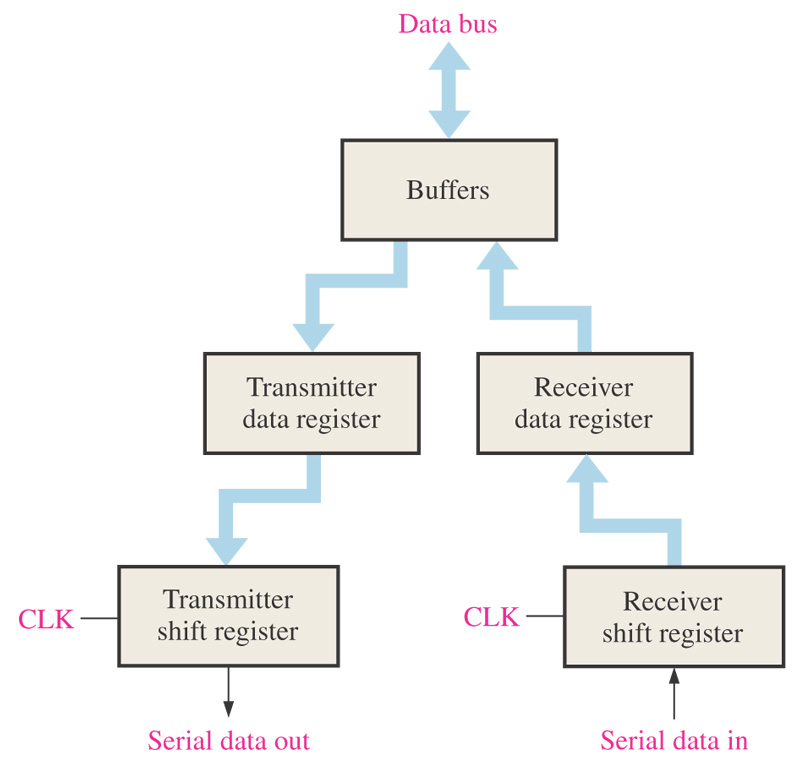 Data bus
Buffers
Transmitter
data register
Receiver
data register
CLK
Transmitter
shift register
CLK
Receiver
shift register
Serial data out
Serial data in